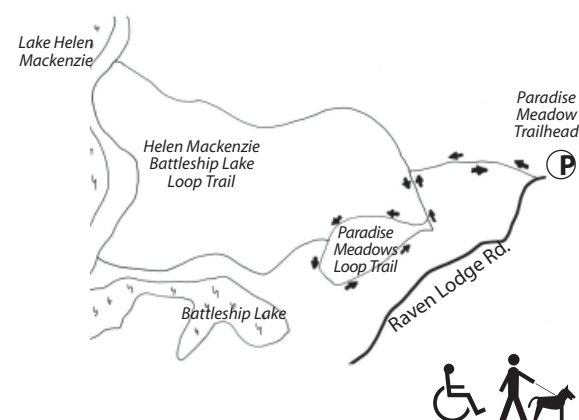 Lake Helen
Mackenzie
Paradise
Meadow
Trailhead
P
Helen Mackenzie
Battleship Lake
Loop Trail
Paradise
Meadows
Loop Trail
Raven Lodge Rd.
Battleship Lake